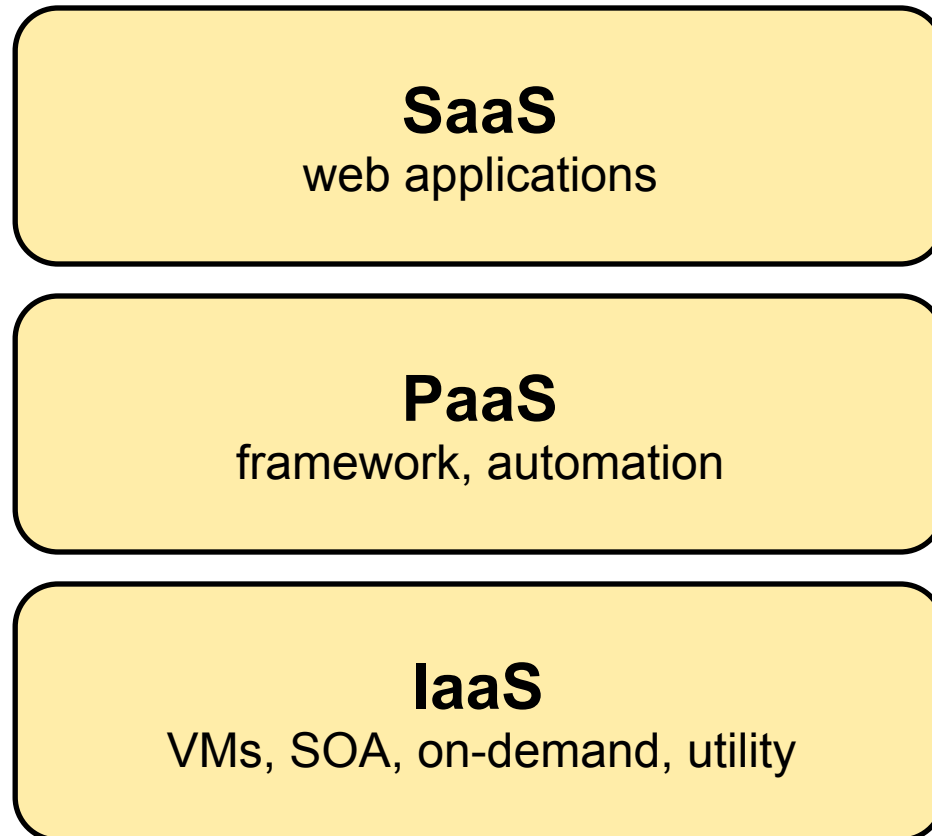 SaaS
web applications
PaaS
framework, automation
IaaS
VMs, SOA, on-demand, utility